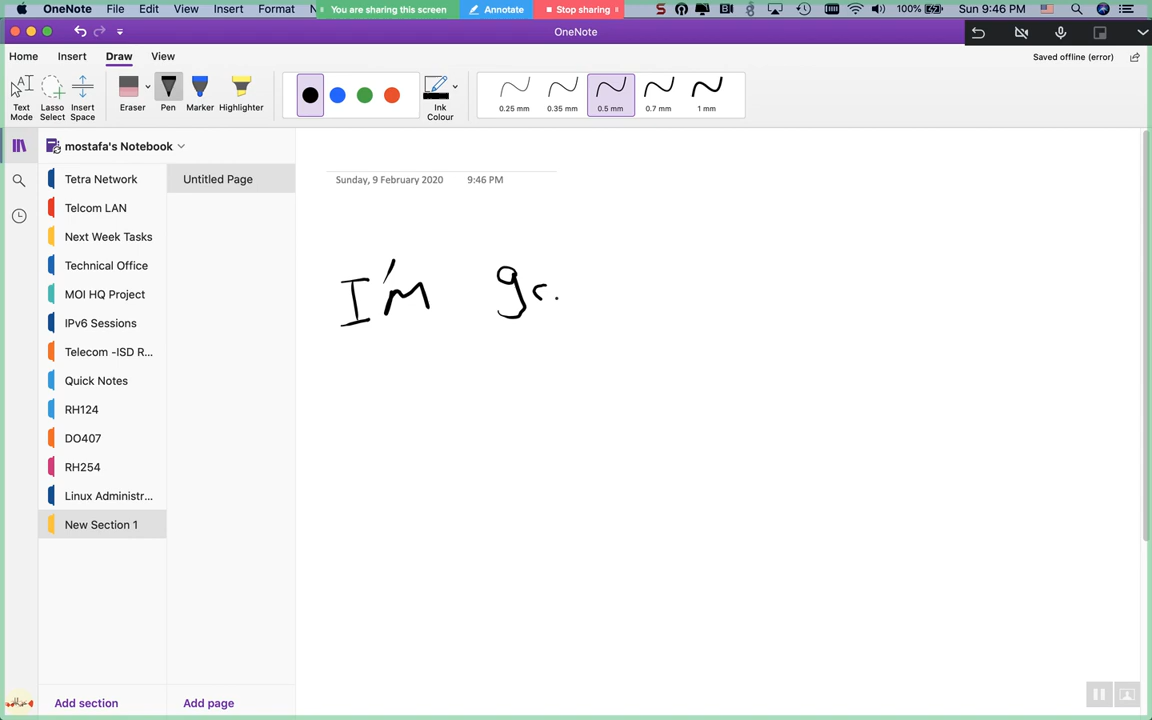 OneNote File Edit View Insert Format N You are sharing this screen Annotate Stop sharing 100% Sun 9:46 PM
OneNote
Home Insert Draw View Saved offline (error)
Text Mode Lasso Select Insert Space Eraser Pen Marker Highlighter Ink Colour 0.25 mm 0.35 mm 0.5 mm 0.7 mm 1 mm
mostafa's Notebook
Tetra Network Untitled Page Sunday, 9 February 2020 9:46 PM
Telcom LAN
Next Week Tasks
Technical Office
MOI HQ Project
I'm
IPv6 Sessions
Telecom -ISD R...
Quick Notes
RH124
DO407
RH254
Linux Administr...
New Section 1
Add section Add page